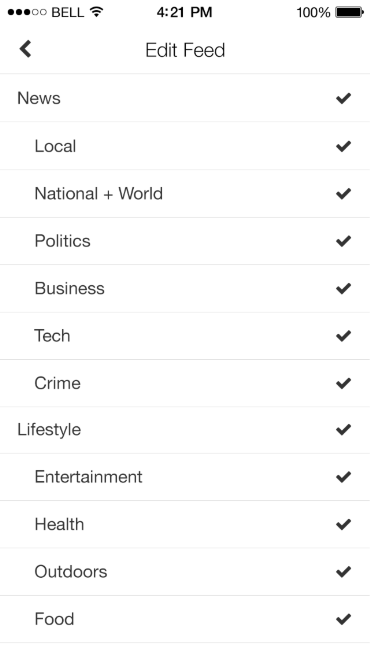 BELL 4:21 PM 100%
Edit Feed
News
Local
National + World
Politics
Business
Tech
Crime
Lifestyle
Entertainment
Health
Outdoors
Food